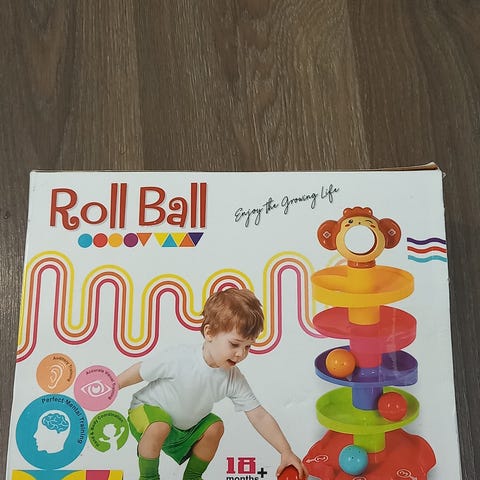 Roll Ball
Enjoy the Growing Life
Perfect Mental Training
18+
months